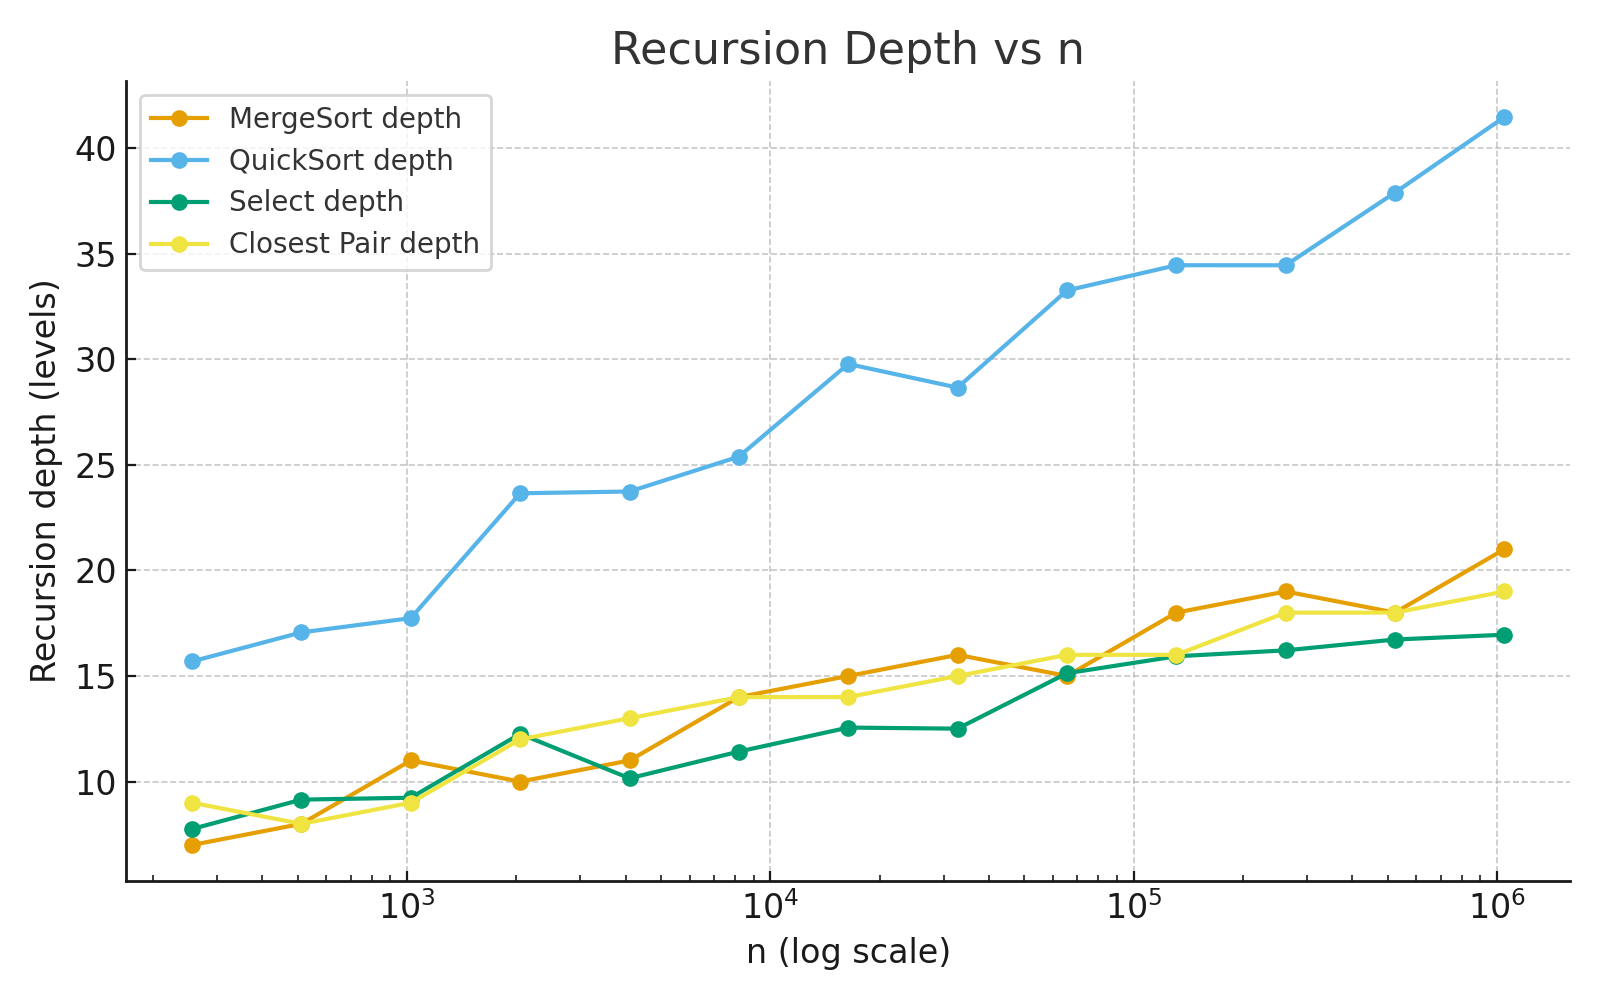 Recursion Depth vs n
MergeSort depth
QuickSort depth
Select depth
Closest Pair depth
Recursion depth (levels)
40
35
30
25
20
15
10
10³ 10⁴ 10⁵ 10⁶
n (log scale)